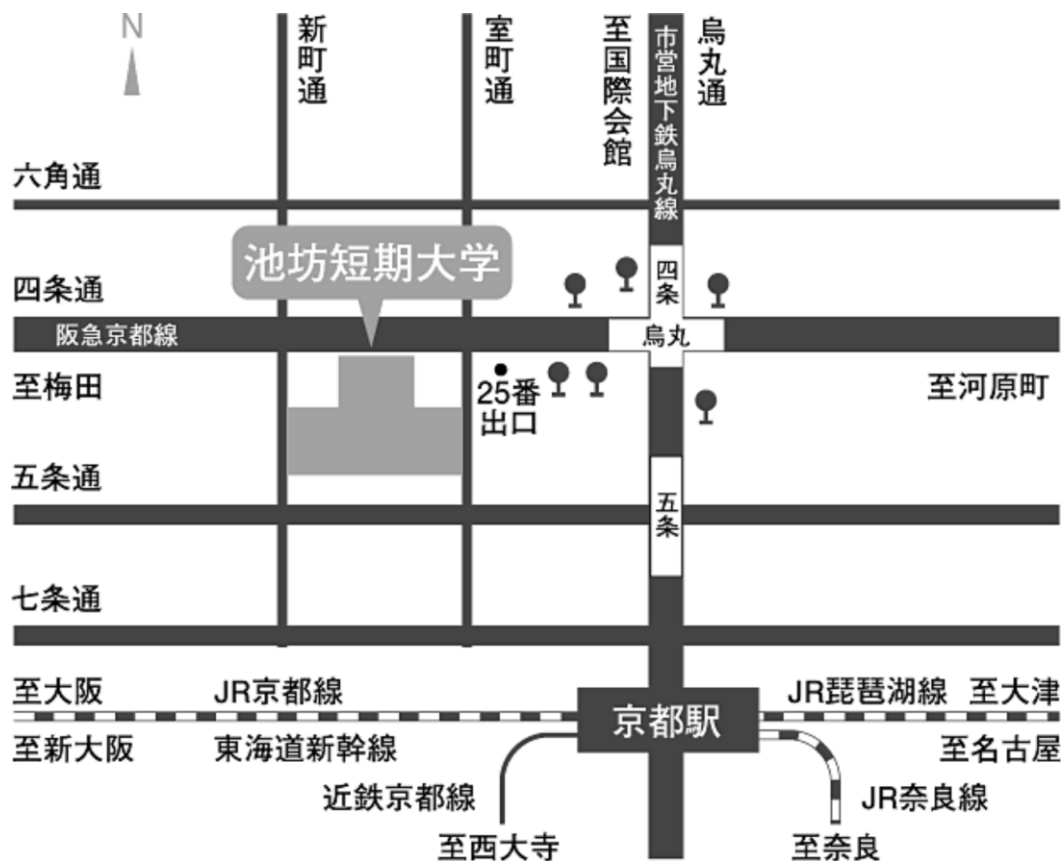 N
新町通
室町通
至国際会館
市営地下鉄烏丸線
烏丸通
六角通
池坊短期大学
四条通
四条
阪急京都線
烏丸
至梅田
25番
出口
至河原町
五条通
五条
七条通
至大阪
JR京都線
JR琵琶湖線
至大津
京都駅
至新大阪
東海道新幹線
至名古屋
近鉄京都線
JR奈良線
至西大寺
至奈良